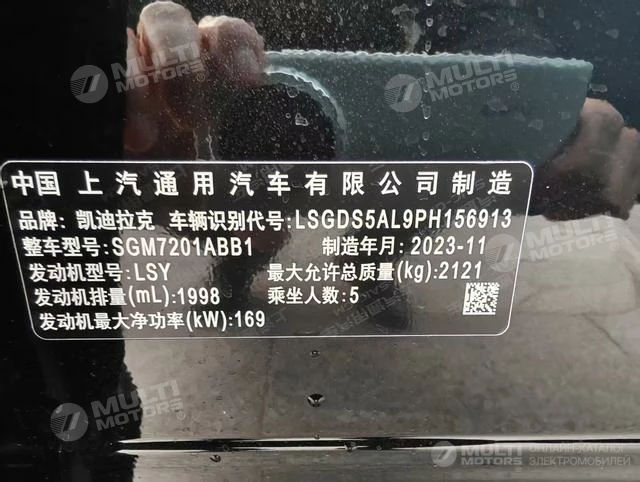 MULTI MOTORS
MULTI MOTORS
中国 上汽通用汽车有限公司制造
品牌: 凯迪拉克 车辆识别代号:LSGDS5AL9PH156913
整车型号:SGM7201ABB1 制造年月:2023-11
发动机型号:LSY 最大允许总质量(kg):2121
发动机排量(mL):1998 乘坐人数:5
发动机最大净功率(kW):169
MULTI MOTORS
MULTI MOTORS
MULTI MOTORS
ОНЛАЙН-КАТАЛОГ
ЭЛЕКТРОМОБИЛЕЙ